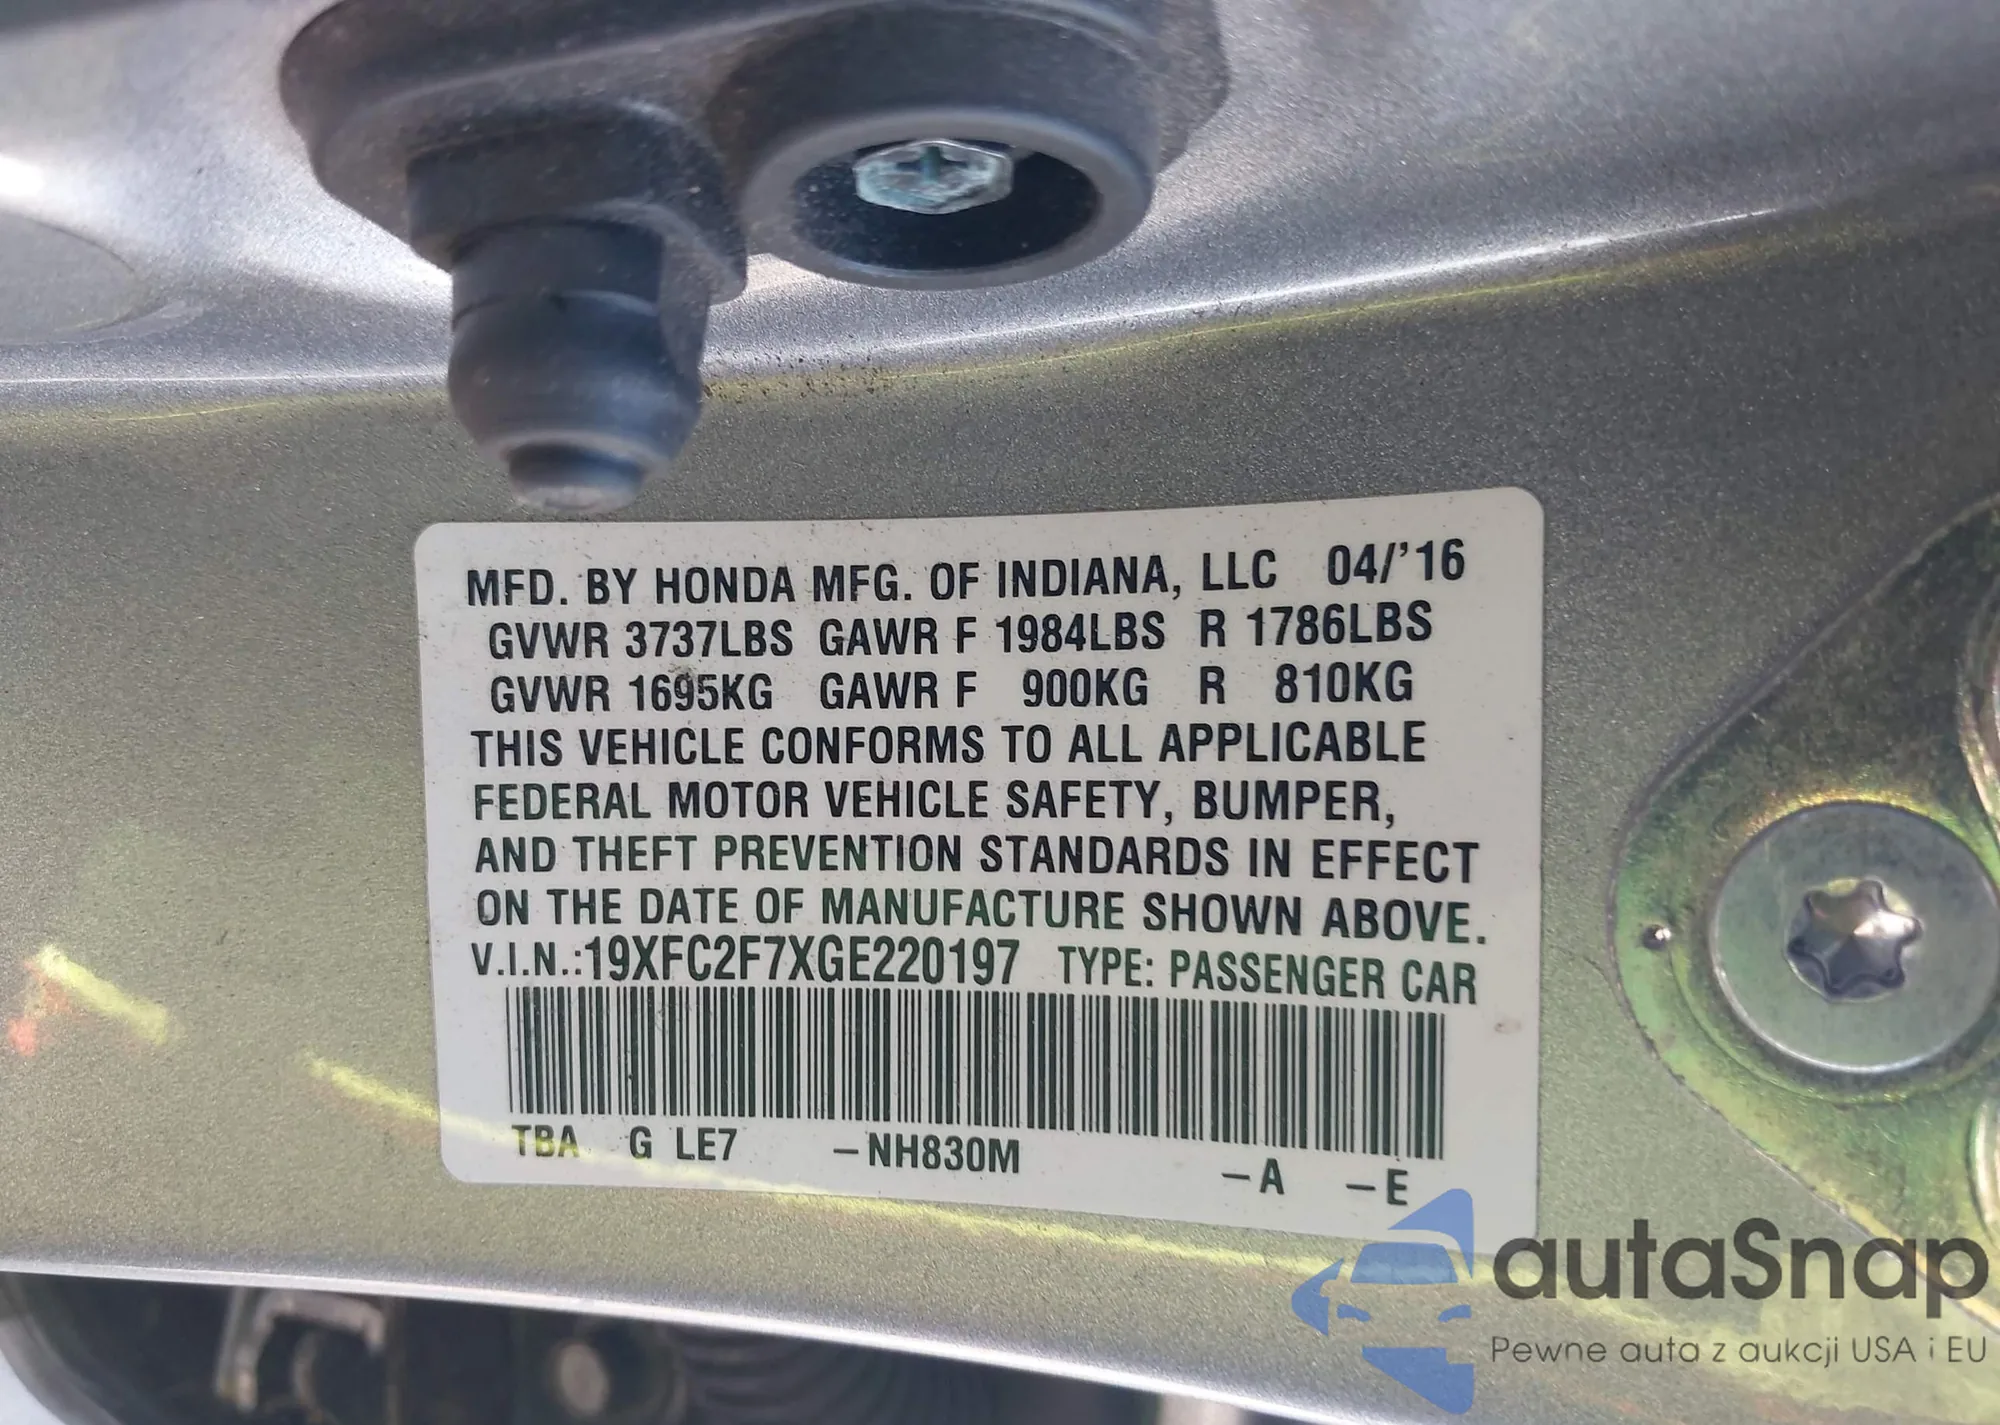 MFD. BY HONDA MFG. OF INDIANA, LLC 04/'16
GVWR 3737LBS GAWR F 1984LBS R 1786LBS
GVWR 1695KG GAWR F 900KG R 810KG
THIS VEHICLE CONFORMS TO ALL APPLICABLE
FEDERAL MOTOR VEHICLE SAFETY, BUMPER,
AND THEFT PREVENTION STANDARDS IN EFFECT
ON THE DATE OF MANUFACTURE SHOWN ABOVE.
V.I.N.:19XFC2F7XGE220197 TYPE: PASSENGER CAR
TBA G LE7 –NH830M –A –E
autaSnap
Pewne auta z aukcji USA i EU